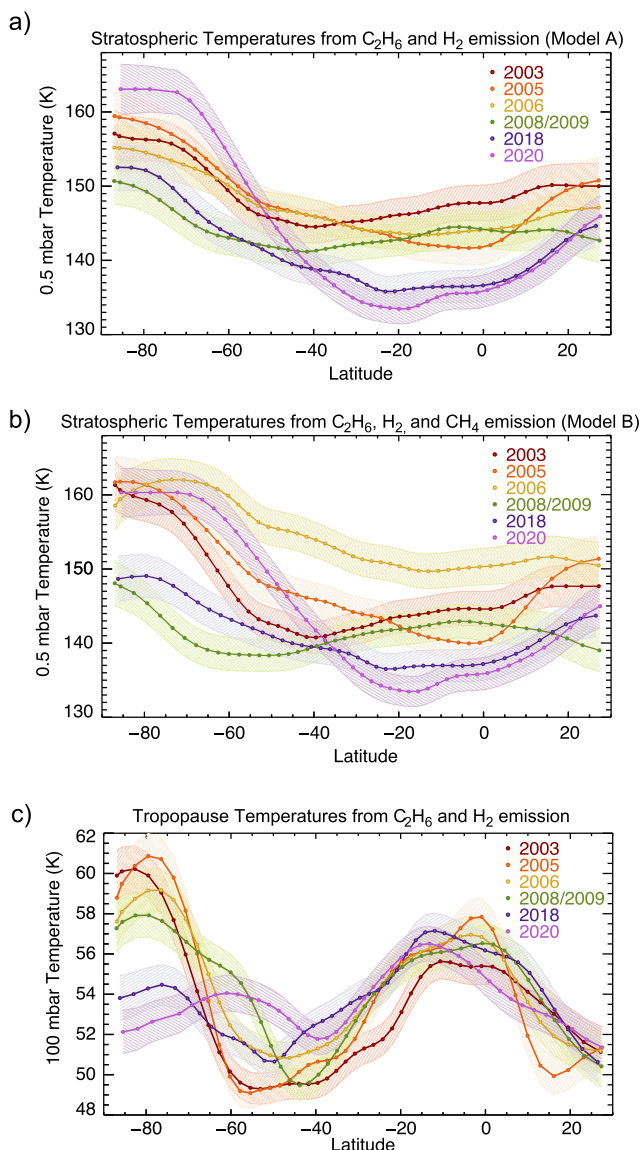 a)
Stratospheric Temperatures from C₂H₆ and H₂ emission (Model A)
2003
2005
2006
2008/2009
2018
2020
160
150
140
130
0.5 mbar Temperature (K)
−80 −60 −40 −20 0 20
Latitude
b)
Stratospheric Temperatures from C₂H₆, H₂, and CH₄ emission (Model B)
2003
2005
2006
2008/2009
2018
2020
160
150
140
130
0.5 mbar Temperature (K)
−80 −60 −40 −20 0 20
Latitude
c)
Tropopause Temperatures from C₂H₆ and H₂ emission
2003
2005
2006
2008/2009
2018
2020
62
60
58
56
54
52
50
48
100 mbar Temperature (K)
−80 −60 −40 −20 0 20
Latitude